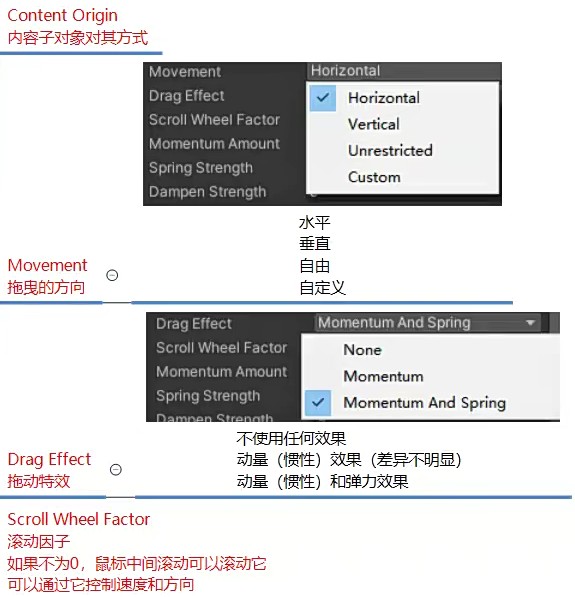 Content Origin
内容子对象对其方式
Movement Horizontal
Drag Effect
Scroll Wheel Factor
Momentum Amount
Spring Strength
Dampen Strength
Horizontal
Vertical
Unrestricted
Custom
水平
垂直
自由
自定义
Movement
拖曳的方向
Drag Effect Momentum And Spring
Scroll Wheel Factor
Momentum Amount
Spring Strength
Dampen Strength
None
Momentum
Momentum And Spring
不使用任何效果
动量（惯性）效果（差异不明显）
动量（惯性）和弹力效果
Drag Effect
拖动特效
Scroll Wheel Factor
滚动因子
如果不为0，鼠标中间滚动可以滚动它
可以通过它控制速度和方向